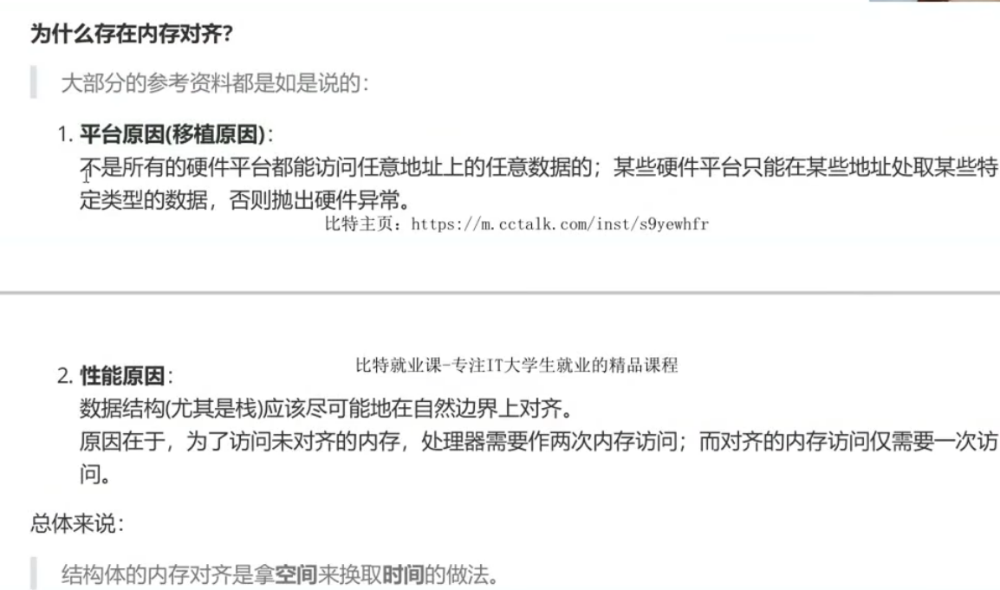 为什么存在内存对齐?
大部分的参考资料都是如是说的：
1. 平台原因(移植原因)：
不是所有的硬件平台都能访问任意地址上的任意数据的；某些硬件平台只能在某些地址处取某些特
定类型的数据，否则抛出硬件异常。
比特主页：https://m.cctalk.com/inst/s9yewhfr
比特就业课-专注IT大学生就业的精品课程
2. 性能原因：
数据结构(尤其是栈)应该尽可能地在自然边界上对齐。
原因在于，为了访问未对齐的内存，处理器需要作两次内存访问；而对齐的内存访问仅需要一次访
问。
总体来说：
结构体的内存对齐是拿空间来换取时间的做法。